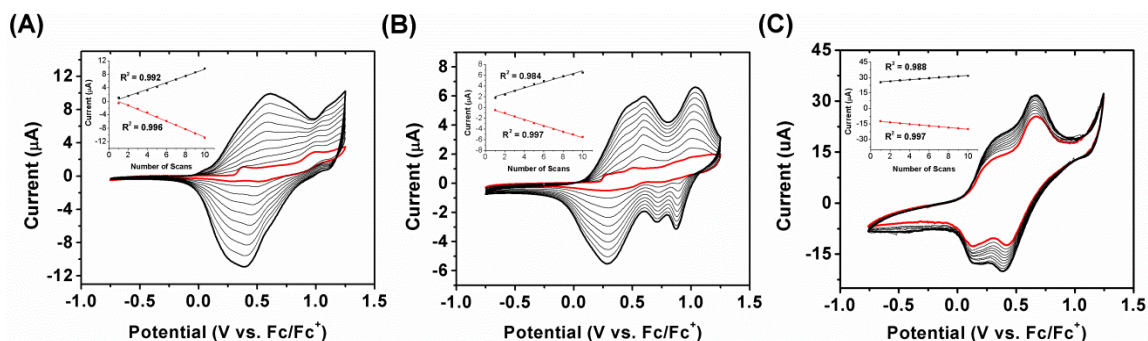 (A)
Current (µA)
12
8
4
0
-4
-8
-12
-1.0 -0.5 0.0 0.5 1.0 1.5
Potential (V vs. Fc/Fc⁺)
Current (µA)
12
8
4
0
-4
-8
-12
0 2 4 6 8 10
Number of Scans
R² = 0.992
R² = 0.996
(B)
Current (µA)
8
6
4
2
0
-2
-4
-6
-1.0 -0.5 0.0 0.5 1.0 1.5
Potential (V vs. Fc/Fc⁺)
Current (µA)
8
6
4
2
0
-2
-4
-6
-8
0 2 4 6 8 10
Number of Scans
R² = 0.984
R² = 0.997
(C)
Current (µA)
45
30
15
0
-15
-1.0 -0.5 0.0 0.5 1.0 1.5
Potential (V vs. Fc/Fc⁺)
Current (µA)
45
30
15
0
-15
-30
0 2 4 6 8 10
Number of Scans
R² = 0.988
R² = 0.997